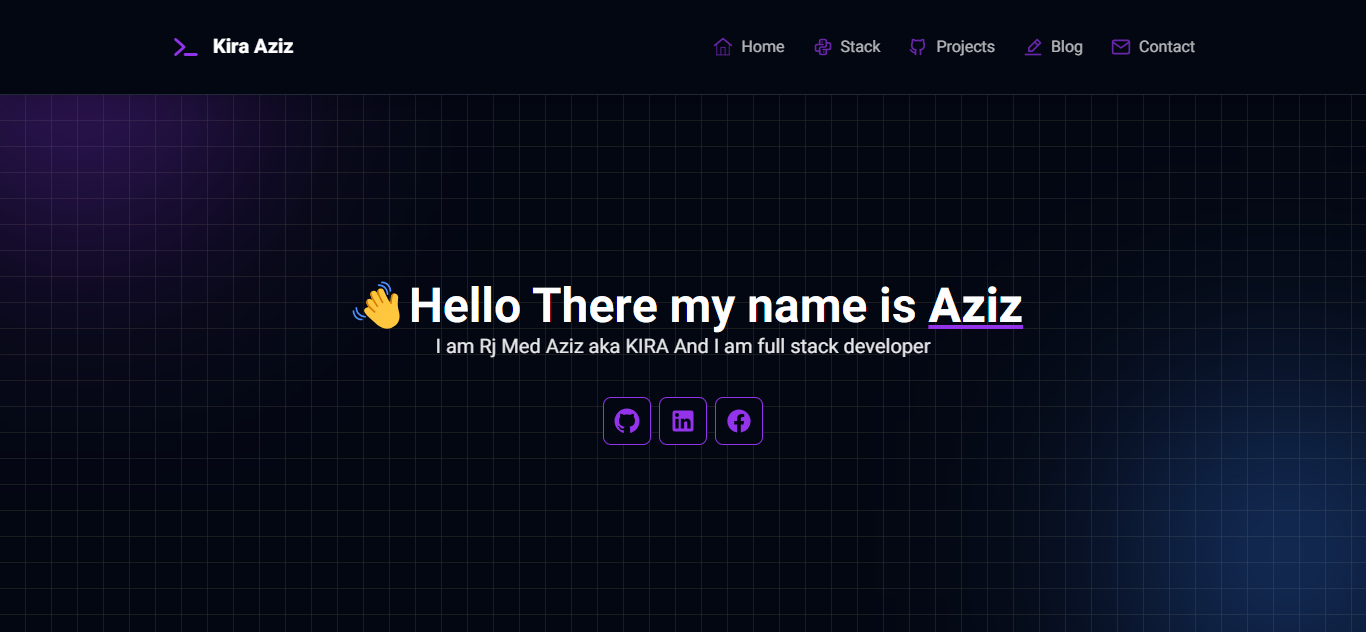 Kira Aziz
Home Stack Projects Blog Contact
👋Hello There my name is Aziz
I am Rj Med Aziz aka KIRA And I am full stack developer